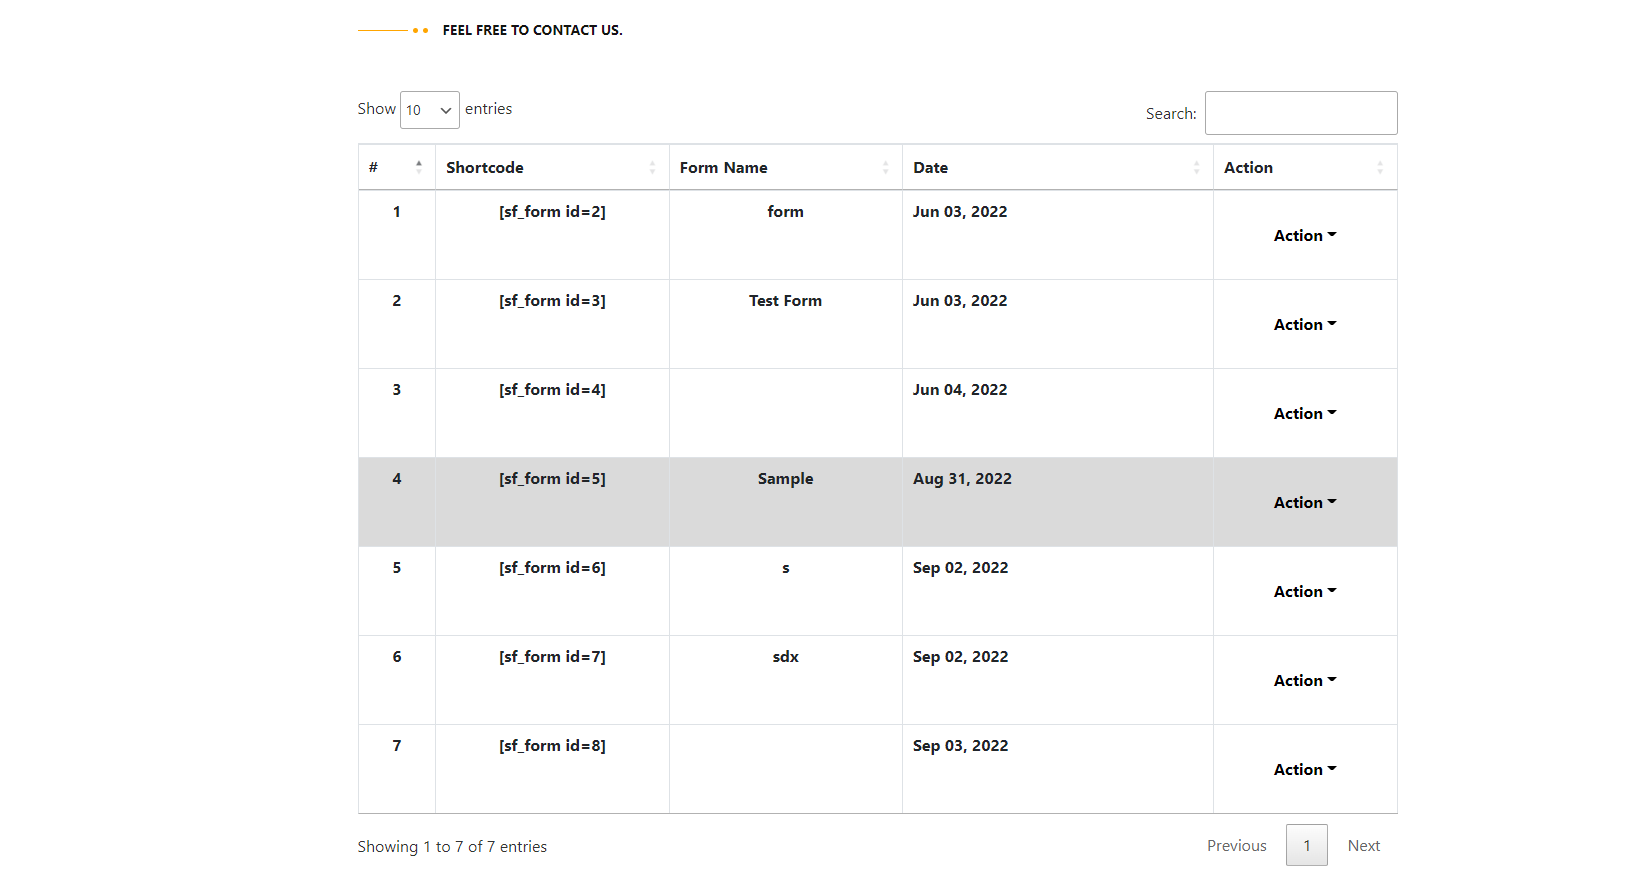 FEEL FREE TO CONTACT US.
Show 10 entries
Search:
# Shortcode Form Name Date Action
1 [sf_form id=2] form Jun 03, 2022 Action
2 [sf_form id=3] Test Form Jun 03, 2022 Action
3 [sf_form id=4] Jun 04, 2022 Action
4 [sf_form id=5] Sample Aug 31, 2022 Action
5 [sf_form id=6] s Sep 02, 2022 Action
6 [sf_form id=7] sdx Sep 02, 2022 Action
7 [sf_form id=8] Sep 03, 2022 Action
Showing 1 to 7 of 7 entries
Previous 1 Next